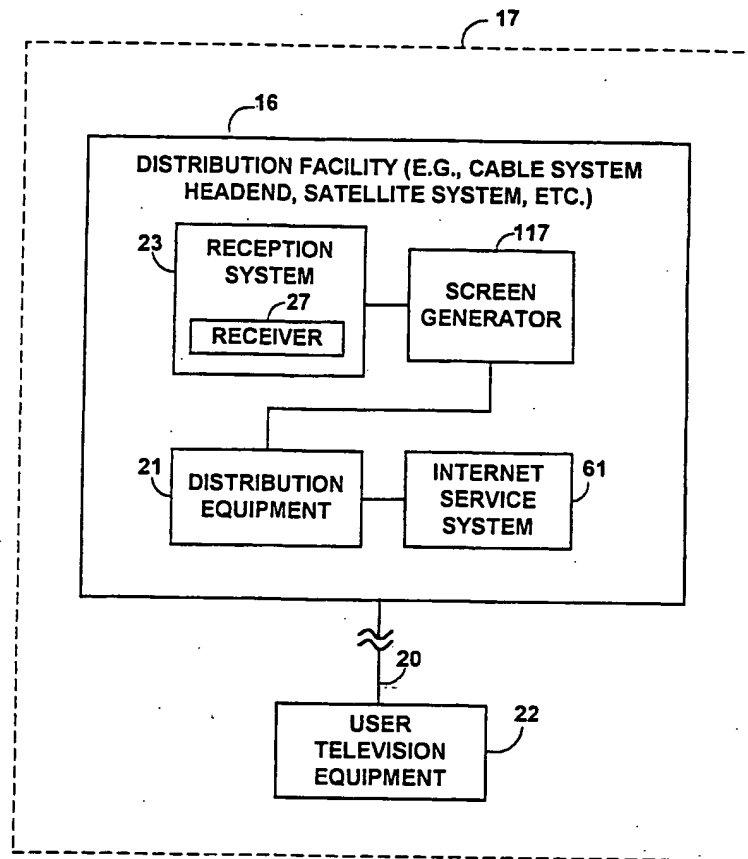 17
16
DISTRIBUTION FACILITY (E.G., CABLE SYSTEM
HEADEND, SATELLITE SYSTEM, ETC.)
23
RECEPTION
SYSTEM
27
RECEIVER
117
SCREEN
GENERATOR
21
DISTRIBUTION
EQUIPMENT
INTERNET
SERVICE
SYSTEM
61
20
USER
TELEVISION
EQUIPMENT
22